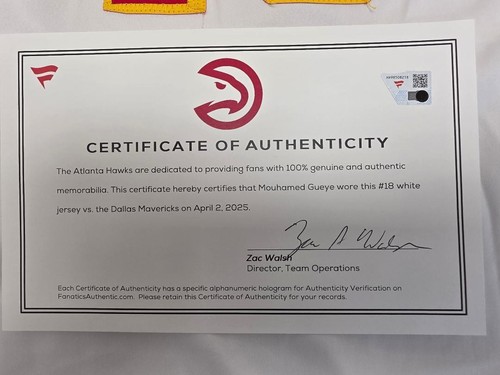 CERTIFICATE OF AUTHENTICITY
The Atlanta Hawks are dedicated to providing fans with 100% genuine and authentic
memorabilia. This certificate hereby certifies that Mouhamed Gueye wore this #18 white
jersey vs. the Dallas Mavericks on April 2, 2025.
Zac Walsh
Director, Team Operations
Each Certificate of Authenticity has a specific alphanumeric hologram for Authenticity Verification on
FanaticsAuthentic.com. Please retain this Certificate of Authenticity for your records.